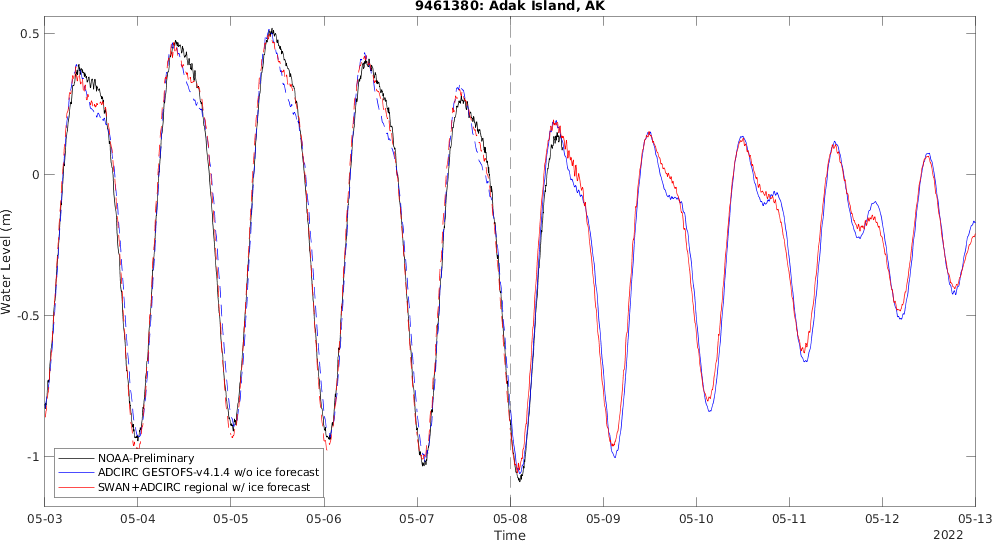 9461380: Adak Island, AK
0.5
0
-0.5
-1
Water Level (m)
NOAA-Preliminary
ADCIRC GESTOFS-v4.1.4 w/o ice forecast
SWAN+ADCIRC regional w/ ice forecast
05-03 05-04 05-05 05-06 05-07 05-08 05-09 05-10 05-11 05-12 05-13
Time
2022